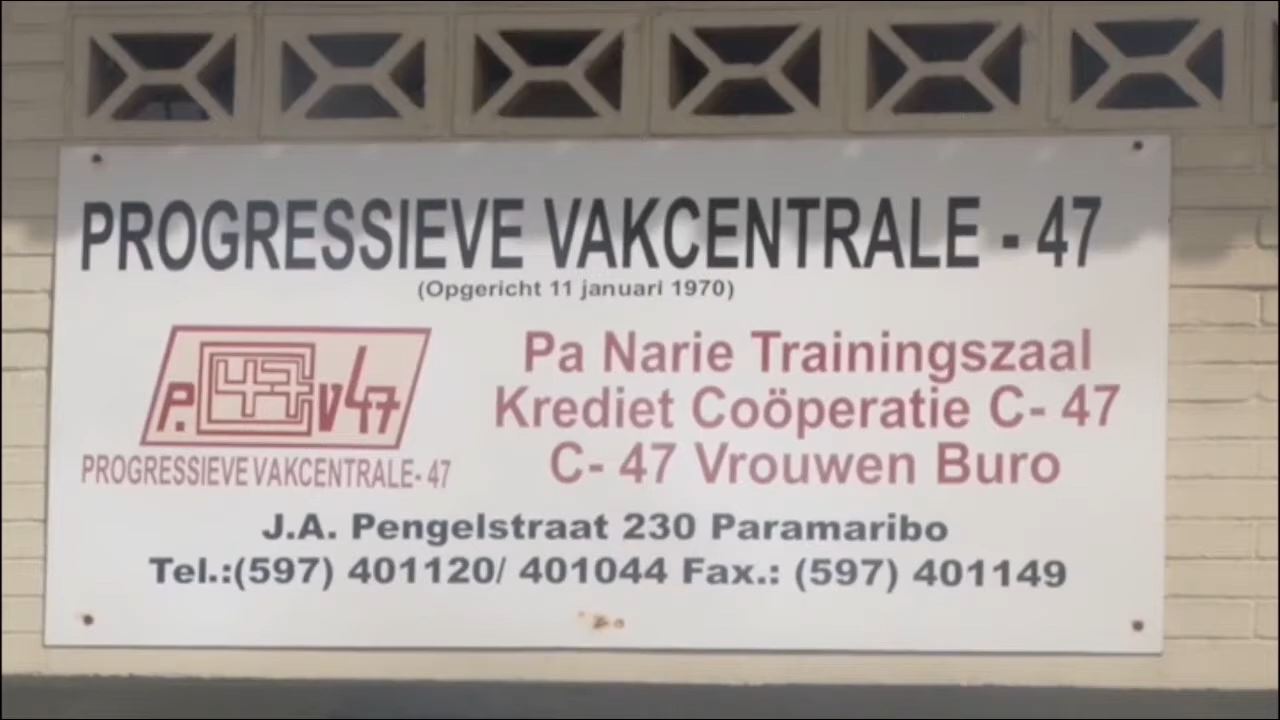 PROGRESSIEVE VAKCENTRALE - 47
(Opgericht 11 januari 1970)
P. 47 V47
PROGRESSIEVE VAKCENTRALE- 47
Pa Narie Trainingszaal
Krediet Coöperatie C- 47
C- 47 Vrouwen Buro
J.A. Pengelstraat 230 Paramaribo
Tel.:(597) 401120/ 401044 Fax.: (597) 401149